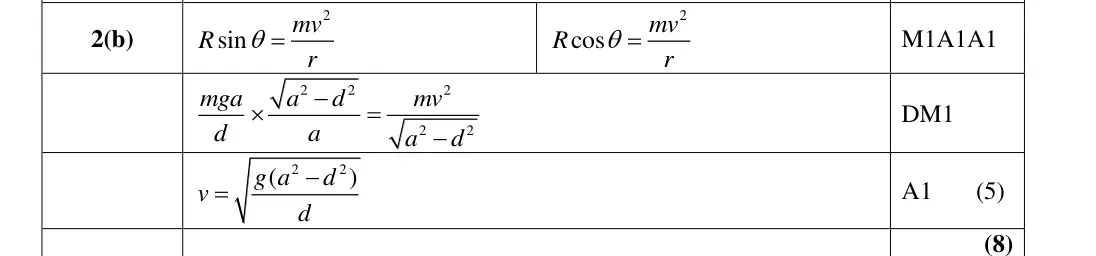 2(b) R sin θ = mv²/r R cos θ = mv²/r M1A1A1
mga/d × √(a² − d²)/a = mv²/√(a² − d²) DM1
v = √(g(a² − d²)/d) A1 (5)
(8)